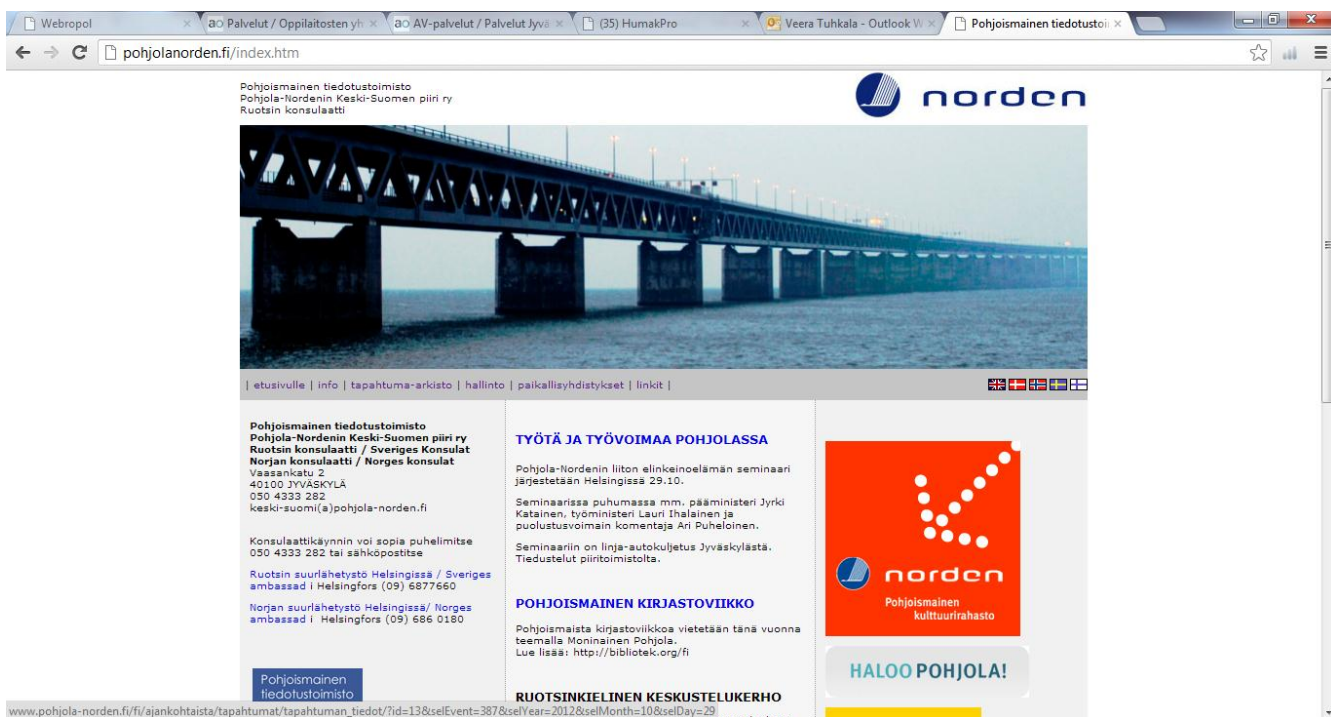 Webropol
ao Palvelut / Oppilaitosten yh
ao AV-palvelut / Palvelut Jyvä
(35) HumakPro
Veera Tuhkala - Outlook W
Pohjoismainen tiedotustoi
pohjolanorden.fi/index.htm
Pohjoismainen tiedotustoimisto
Pohjola-Nordenin Keski-Suomen piiri ry
Ruotsin konsulaatti
norden
| etusivulle | info | tapahtuma-arkisto | hallinto | paikallisyhdistykset | linkit |
Pohjoismainen tiedotustoimisto
Pohjola-Nordenin Keski-Suomen piiri ry
Ruotsin konsulaatti / Sveriges Konsulat
Norjan konsulaatti / Norges konsulat
Vaasankatu 2
40100 JYVÄSKYLÄ
050 4333 282
keski-suomi(a)pohjola-norden.fi
Konsulaattikäynnin voi sopia puhelimitse
050 4333 282 tai sähköpostitse
Ruotsin suurlähetystö Helsingissä / Sveriges
ambassad i Helsingfors (09) 6877660
Norjan suurlähetystö Helsingissä/ Norges
ambassad i Helsingfors (09) 686 0180
Pohjoismainen
tiedotustoimisto
TYÖTÄ JA TYÖVOIMAA POHJOLASSA
Pohjola-Nordenin liiton elinkeinoelämän seminaari
järjestetään Helsingissä 29.10.
Seminaarissa puhumassa mm. pääministeri Jyrki
Katainen, työministeri Lauri Ihalainen ja
puolustusvoimain komentaja Ari Puheloinen.
Seminaariin on linja-autokuljetus Jyväskylästä.
Tiedustelut piiritoimistolta.
POHJOISMAINEN KIRJASTOVIIKKO
Pohjoismaista kirjastoviikkoa vietetään tänä vuonna
teemalla Moninainen Pohjola.
Lue lisää: http://bibliotek.org/fi
RUOTSINKIELINEN KESKUSTELUKERHO
norden
Pohjoismainen
kulttuurirahasto
HALOO POHJOLA!
www.pohjola-norden.fi/fi/ajankohtaista/tapahtumat/tapahtuman_tiedot/?id=13&selEvent=387&selYear=2012&selMonth=10&selDay=29